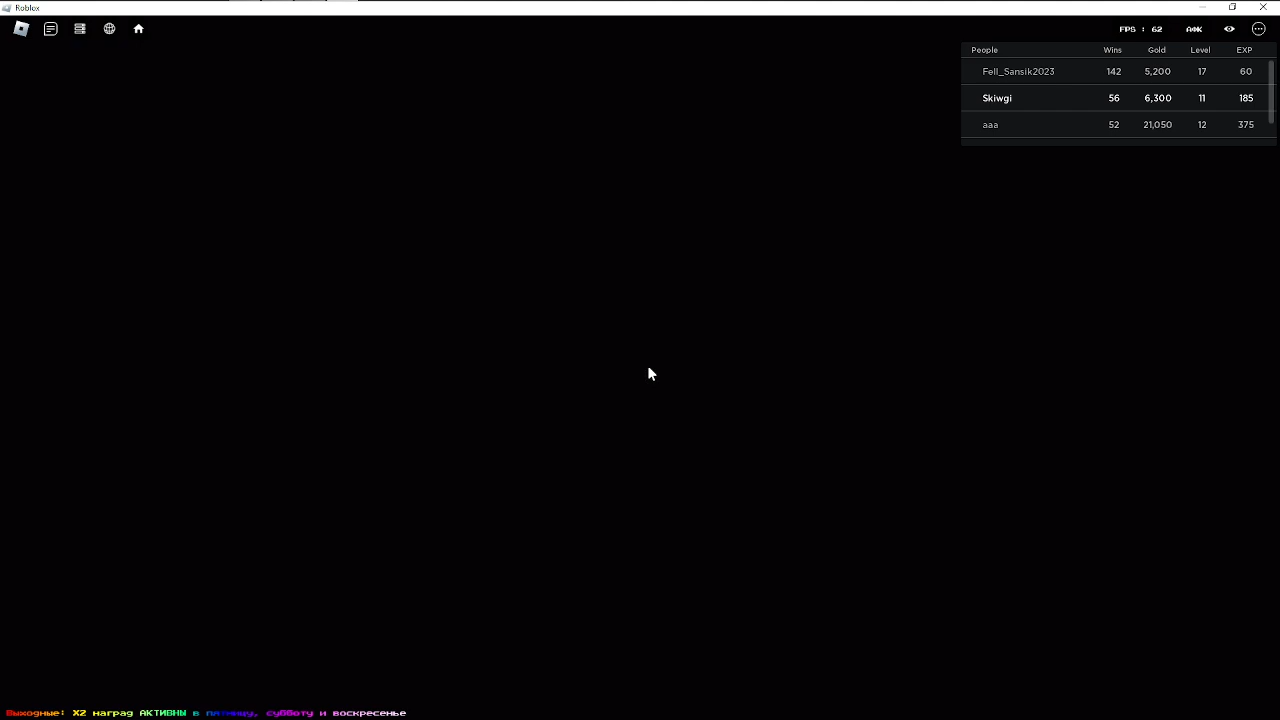 Roblox
FPS : 62 АФК
People Wins Gold Level EXP
Fell_Sansik2023 142 5,200 17 60
Skiwgi 56 6,300 11 185
aaa 52 21,050 12 375
Выходные: X2 наград АКТИВНЫ в пятницу, субботу и воскресенье